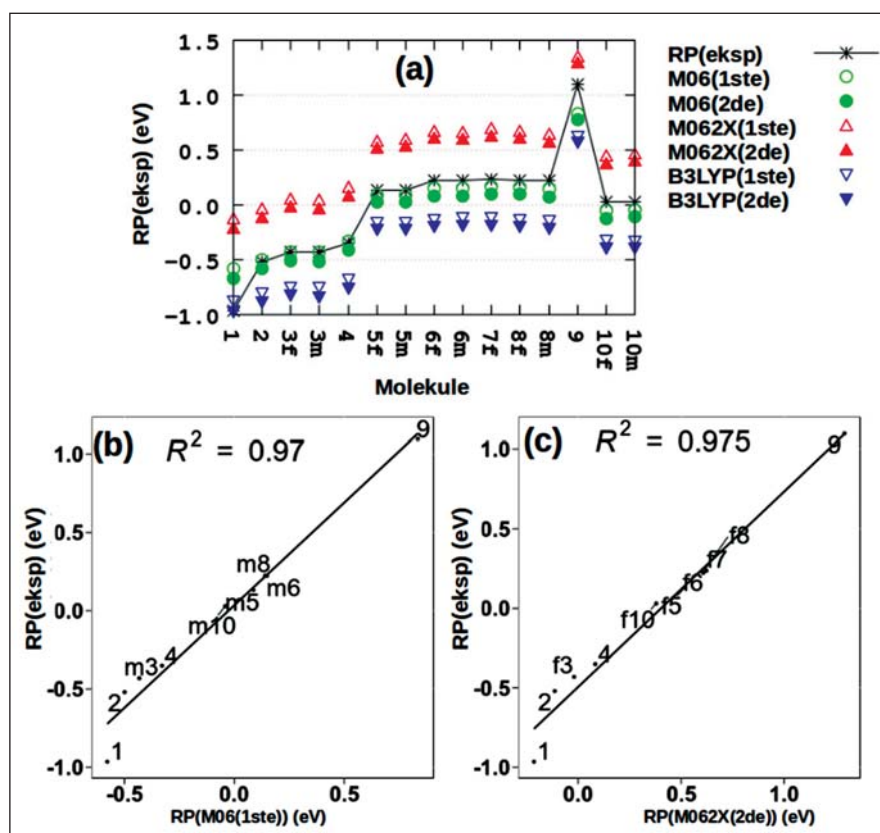 (a)
RP(eksp) (eV)
1.5
1.0
0.5
0.0
-0.5
-1.0
1 2 3f 3m 4 5f 5m 6f 6m 7f 8f 8m 9 10f 10m
Molekule
RP(eksp)
M06(1ste)
M06(2de)
M062X(1ste)
M062X(2de)
B3LYP(1ste)
B3LYP(2de)
(b)
R² = 0.97
RP(eksp) (eV)
1.0
0.5
0.0
-0.5
-1.0
9
m8
m6
m5
m10
4
m3
2
1
-0.5 0.0 0.5
RP(M06(1ste)) (eV)
(c)
R² = 0.975
RP(eksp) (eV)
1.0
0.5
0.0
-0.5
-1.0
9
f8
f7
f6
f5
f10
4
f3
2
1
0.0 0.5 1.0
RP(M062X(2de)) (eV)